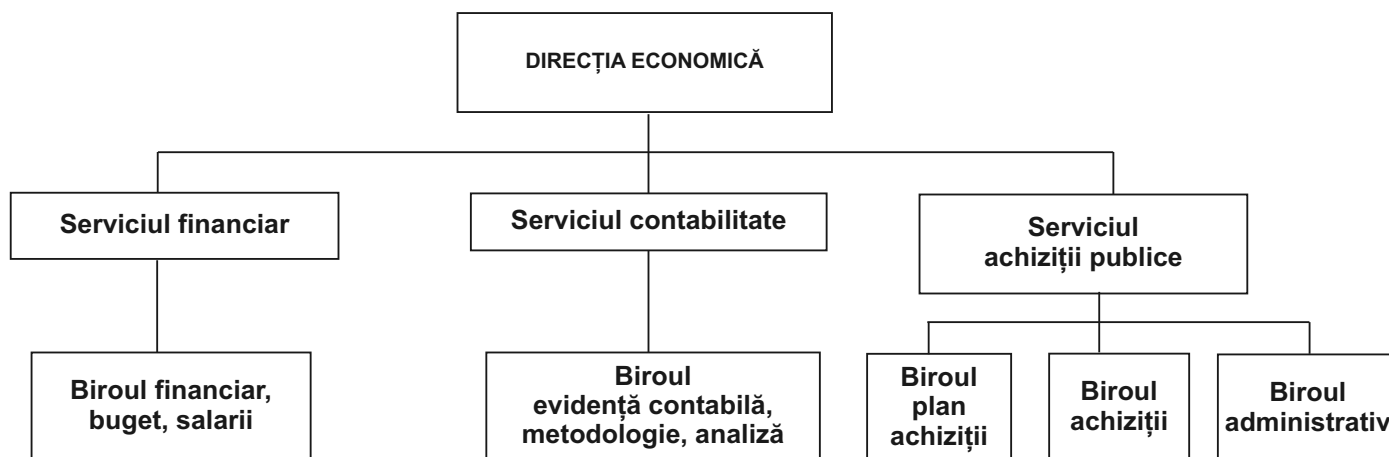 DIRECȚIA ECONOMICĂ
Serviciul financiar
Serviciul contabilitate
Serviciul
achiziții publice
Biroul financiar,
buget, salarii
Biroul
evidență contabilă,
metodologie, analiză
Biroul
plan
achiziții
Biroul
achiziții
Biroul
administrativ